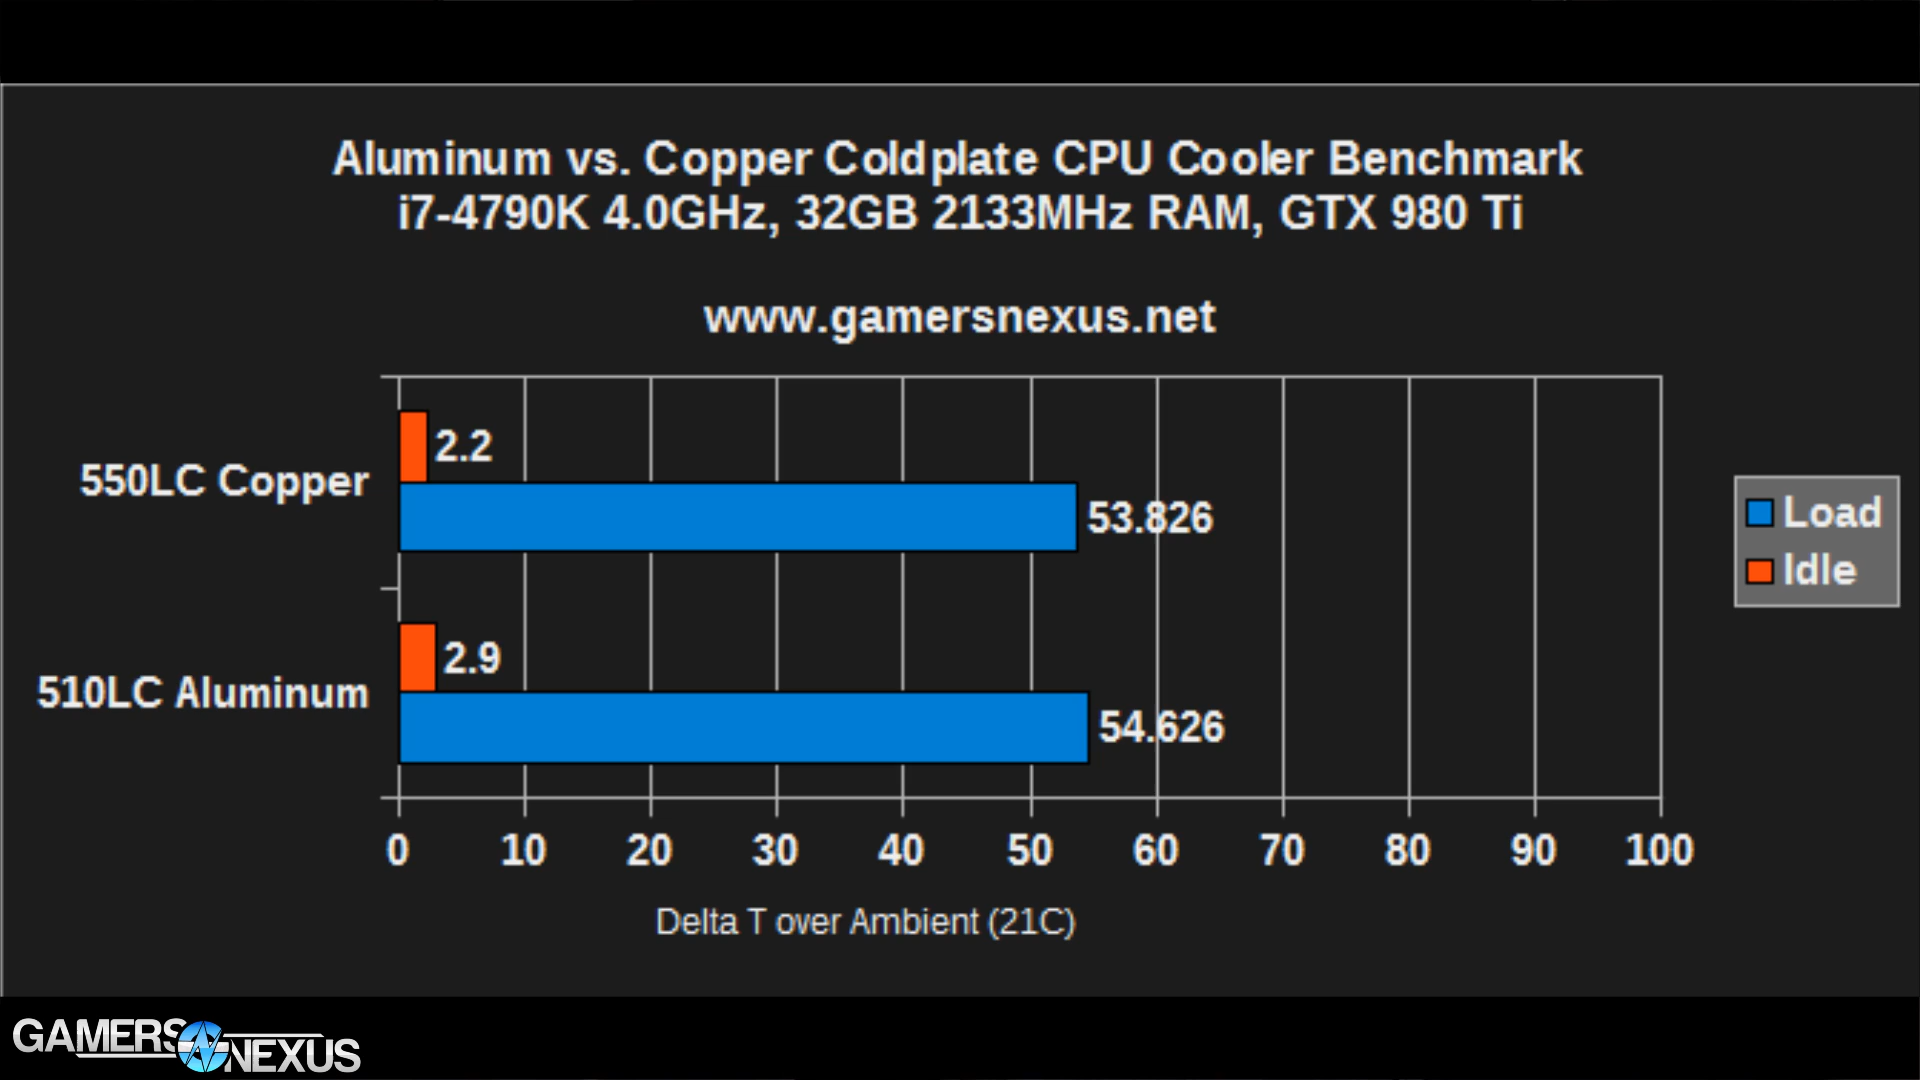 Aluminum vs. Copper Coldplate CPU Cooler Benchmark
i7-4790K 4.0GHz, 32GB 2133MHz RAM, GTX 980 Ti
www.gamersnexus.net
550LC Copper
2.2
53.826
510LC Aluminum
2.9
54.626
Load
Idle
0 10 20 30 40 50 60 70 80 90 100
Delta T over Ambient (21C)
GAMERS NEXUS